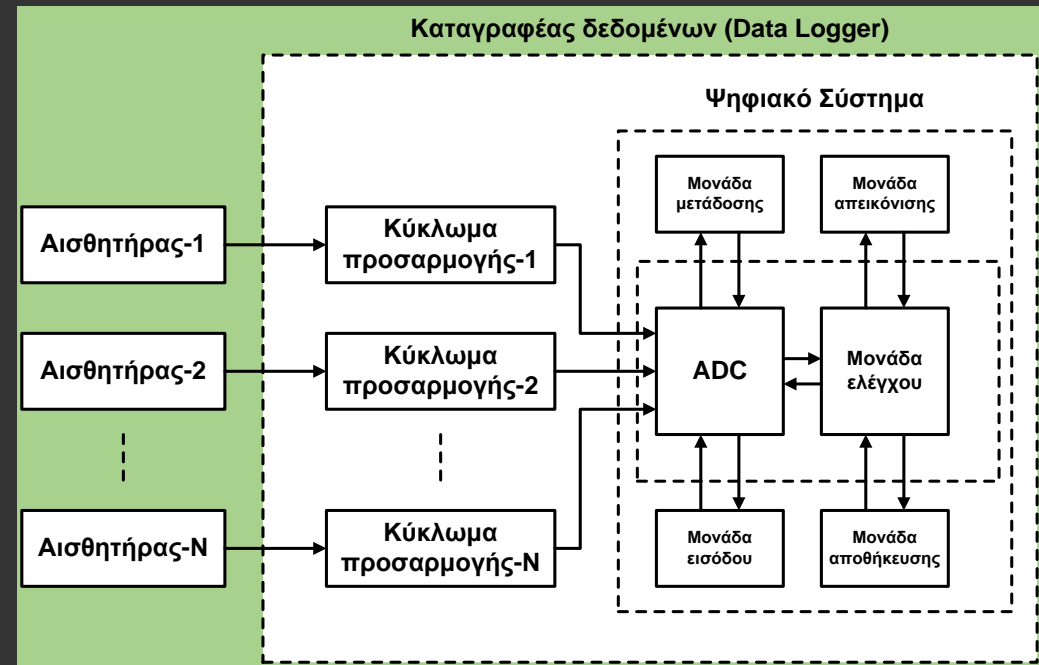 Καταγραφέας δεδομένων (Data Logger)
Ψηφιακό Σύστημα
Μονάδα
μετάδοσης
Μονάδα
απεικόνισης
Αισθητήρας-1
Κύκλωμα
προσαρμογής-1
Αισθητήρας-2
Κύκλωμα
προσαρμογής-2
ADC
Μονάδα
ελέγχου
Αισθητήρας-N
Κύκλωμα
προσαρμογής-N
Μονάδα
εισόδου
Μονάδα
αποθήκευσης